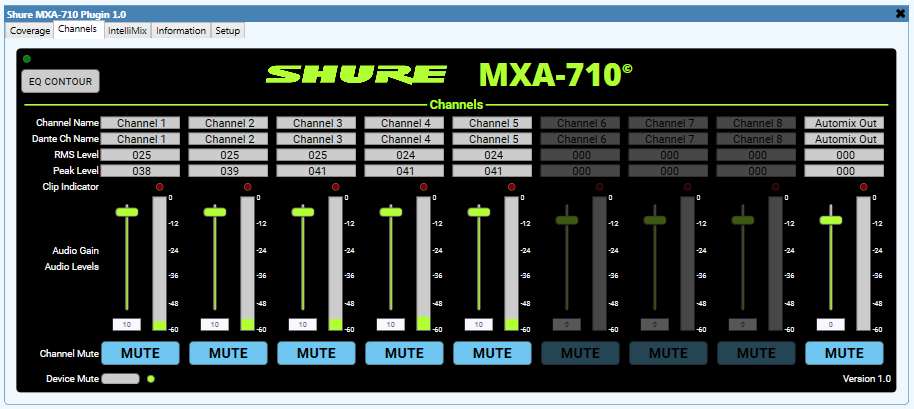 Shure MXA-710 Plugin 1.0
Coverage Channels IntelliMix Information Setup
EQ CONTOUR
SHURE MXA-710©
Channels
Channel Name Channel 1 Channel 2 Channel 3 Channel 4 Channel 5 Channel 6 Channel 7 Channel 8 Automix Out
Dante Ch Name Channel 1 Channel 2 Channel 3 Channel 4 Channel 5 Channel 6 Channel 7 Channel 8 Automix Out
RMS Level 025 025 025 024 024 000 000 000 000
Peak Level 038 039 041 041 041 000 000 000 000
Clip Indicator
0 0 0 0 0 0 0 0 0
-12 -12 -12 -12 -12 -12 -12 -12 -12
Audio Gain -24 -24 -24 -24 -24 -24 -24 -24 -24
Audio Levels
-36 -36 -36 -36 -36 -36 -36 -36 -36
-48 -48 -48 -48 -48 -48 -48 -48 -48
10 -60 10 -60 10 -60 10 -60 10 -60 0 -60 0 -60 0 -60 0 -60
Channel Mute MUTE MUTE MUTE MUTE MUTE MUTE MUTE MUTE MUTE
Device Mute Version 1.0